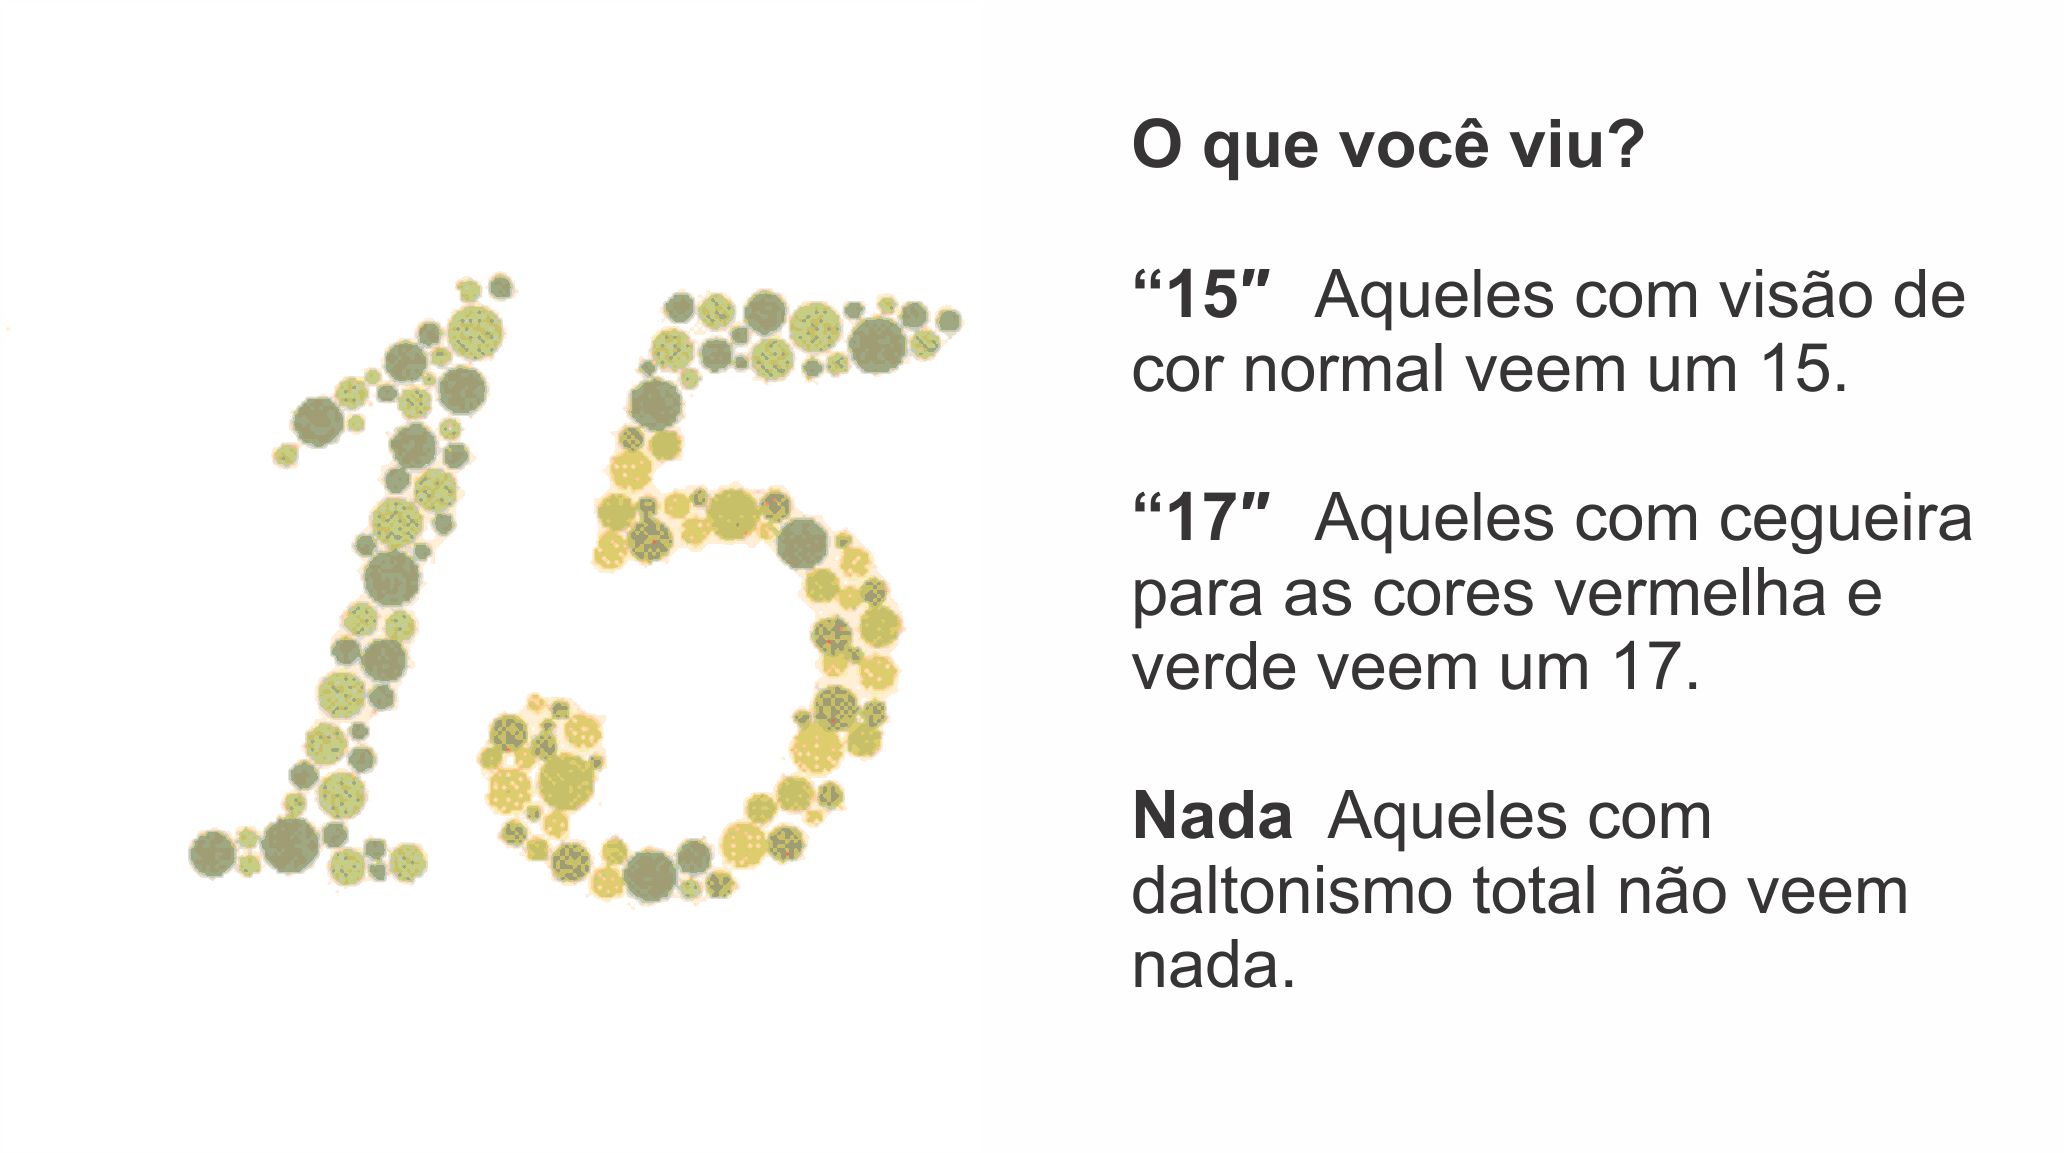 15
O que você viu?
“15″ Aqueles com visão de
cor normal veem um 15.
“17″ Aqueles com cegueira
para as cores vermelha e
verde veem um 17.
Nada Aqueles com
daltonismo total não veem
nada.